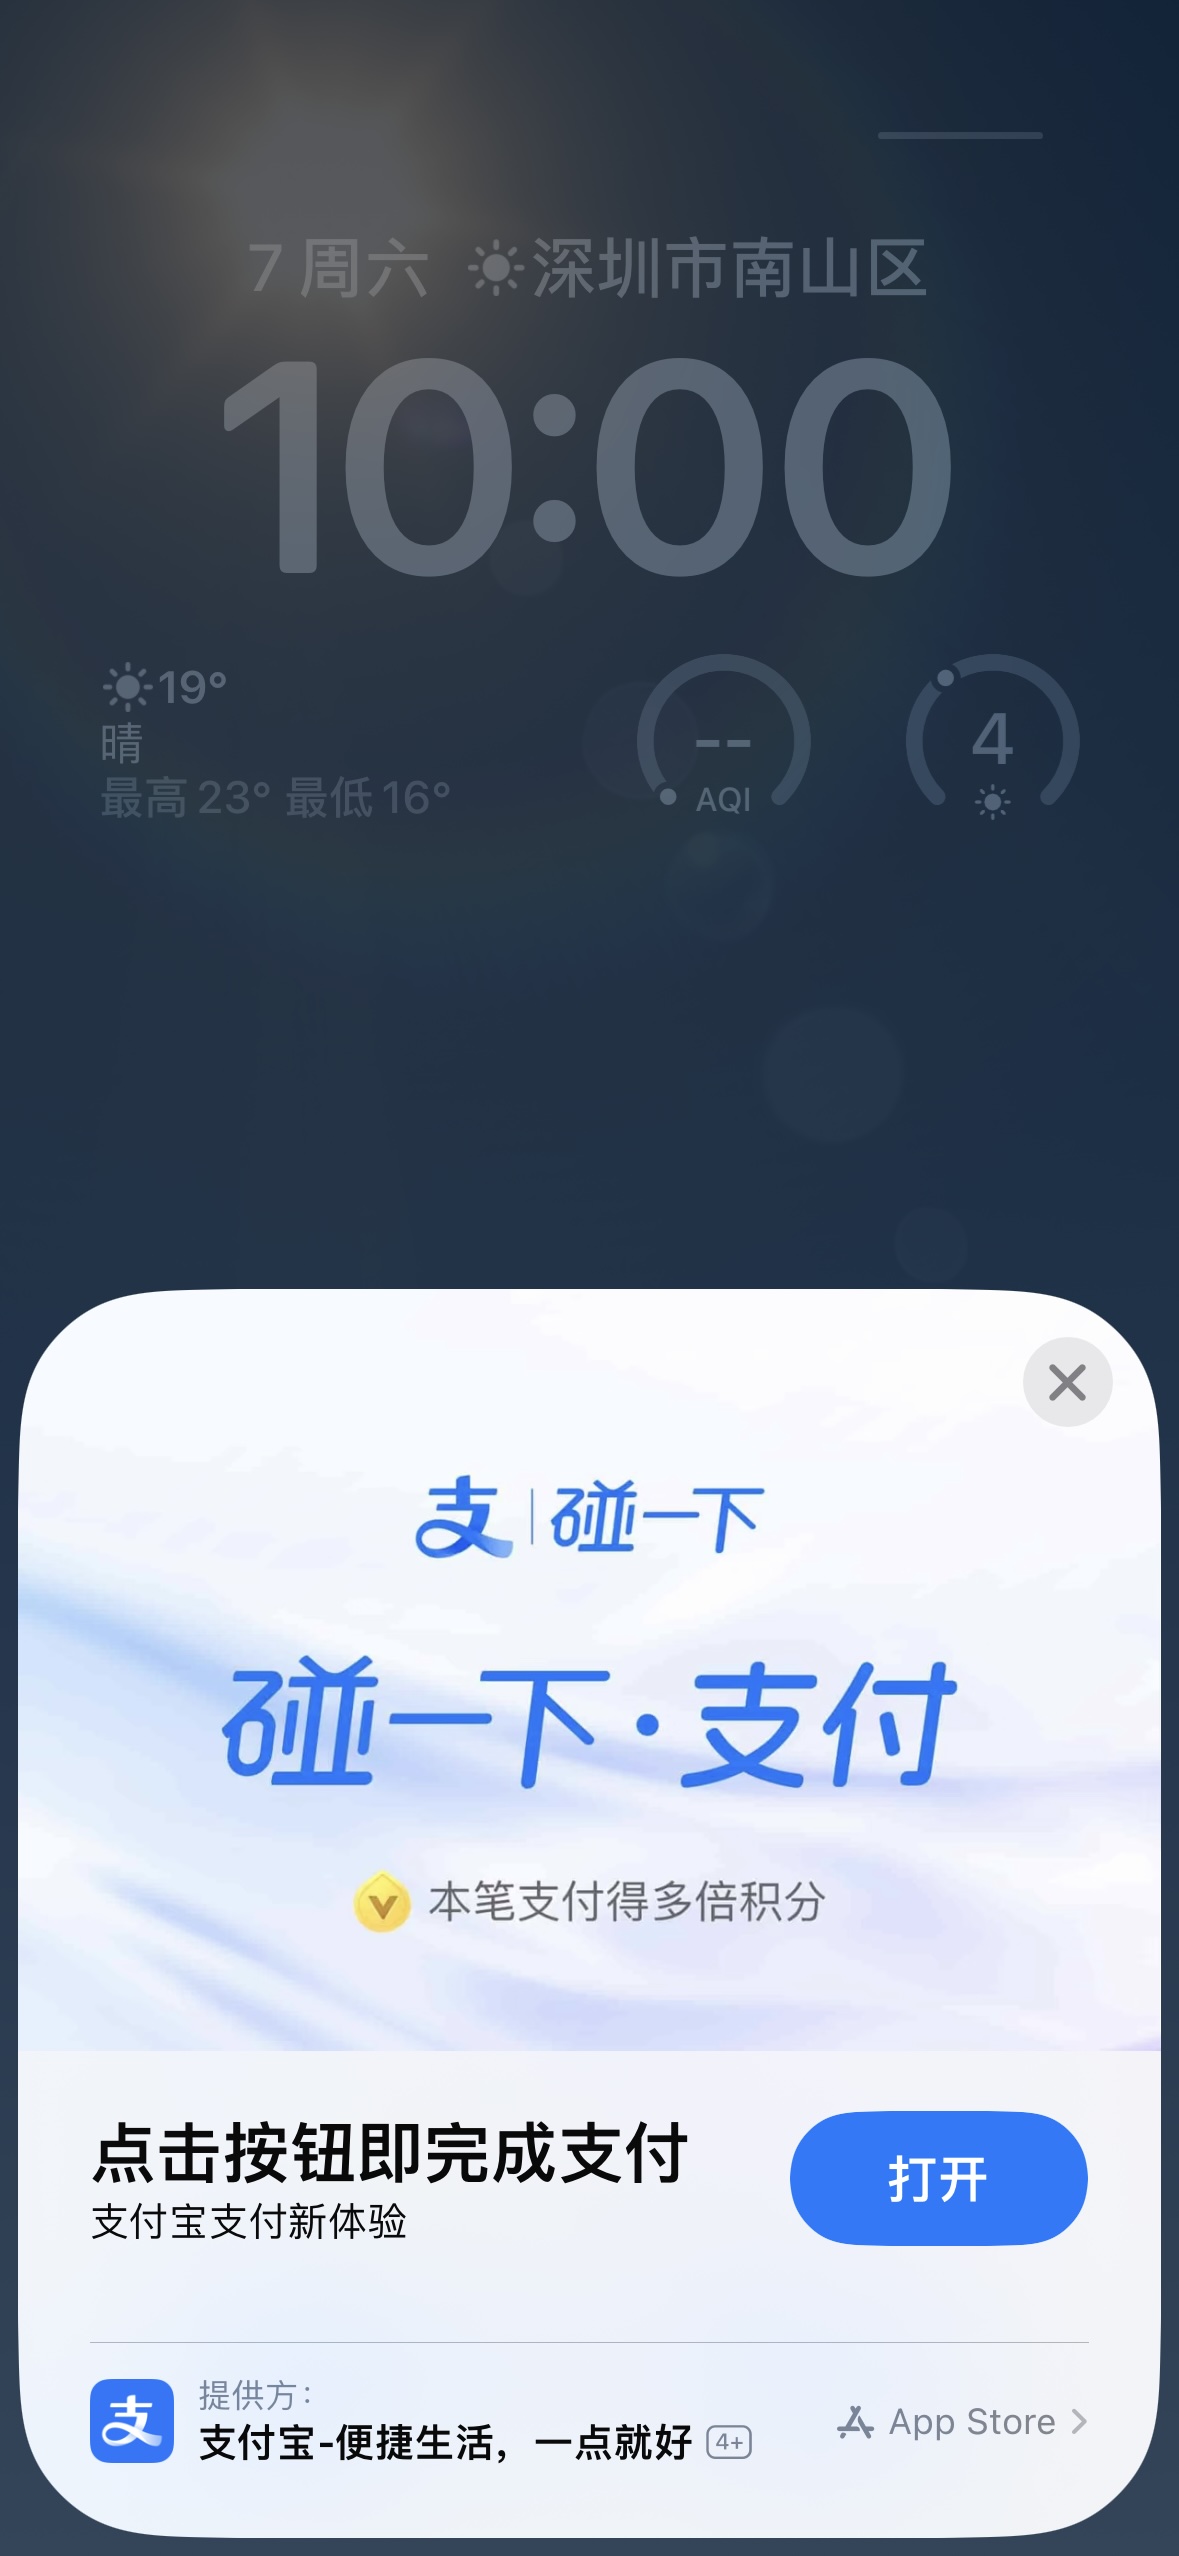 7 周六 深圳市南山区
10:00
19°
晴
最高 23° 最低 16°
--
AQI
4
支 碰一下
碰一下·支付
本笔支付得多倍积分
点击按钮即完成支付
支付宝支付新体验
打开
支
提供方：
支付宝-便捷生活，一点就好 4+
App Store